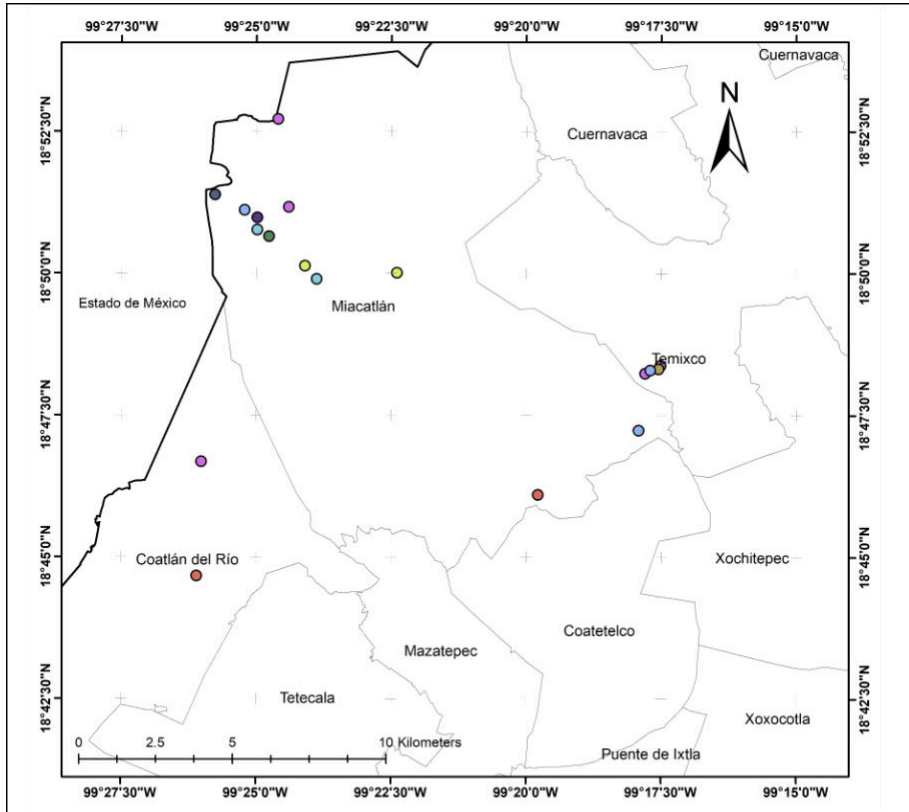 99°27'30"W 99°25'0"W 99°22'30"W 99°20'0"W 99°17'30"W 99°15'0"W
Cuernavaca
N
18°52'30"N 18°52'30"N
Cuernavaca
18°50'0"N 18°50'0"N
Estado de México
Miacatlán
Temixco
18°47'30"N 18°47'30"N
18°45'0"N 18°45'0"N
Coatlán del Río
Xochitepec
Coatetelco
Mazatepec
Tetecala
18°42'30"N 18°42'30"N
Xoxocotla
0 2.5 5 10 Kilometers
Puente de Ixtla
99°27'30"W 99°25'0"W 99°22'30"W 99°20'0"W 99°17'30"W 99°15'0"W